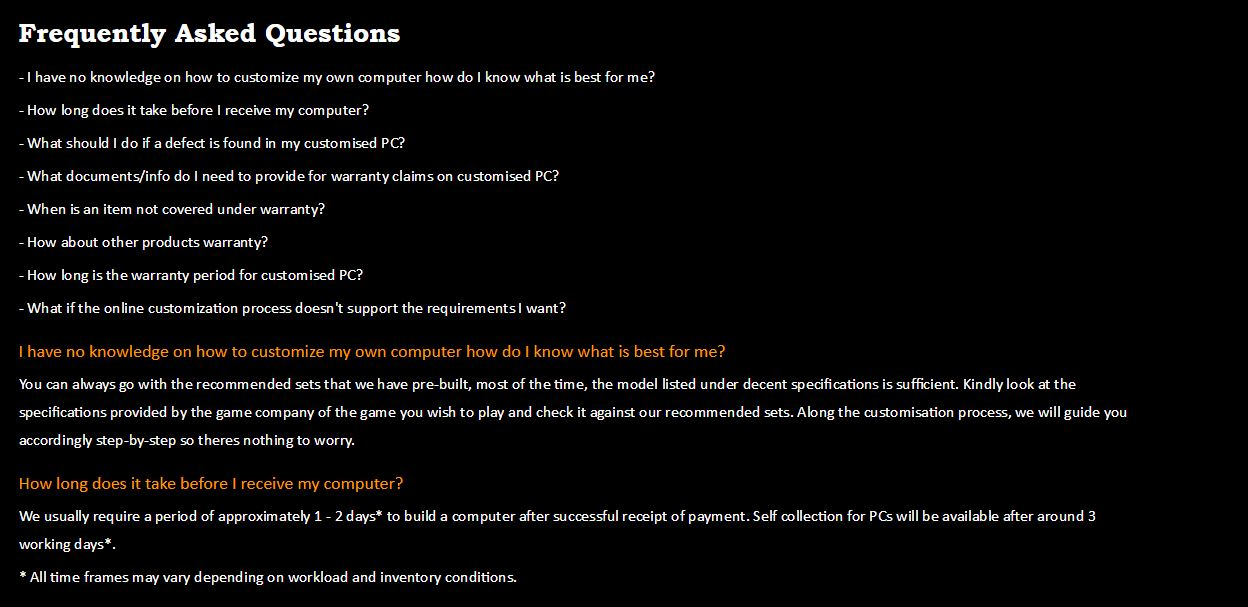 Frequently Asked Questions
- I have no knowledge on how to customize my own computer how do I know what is best for me?
- How long does it take before I receive my computer?
- What should I do if a defect is found in my customised PC?
- What documents/info do I need to provide for warranty claims on customised PC?
- When is an item not covered under warranty?
- How about other products warranty?
- How long is the warranty period for customised PC?
- What if the online customization process doesn't support the requirements I want?
I have no knowledge on how to customize my own computer how do I know what is best for me?
You can always go with the recommended sets that we have pre-built, most of the time, the model listed under decent specifications is sufficient. Kindly look at the
specifications provided by the game company of the game you wish to play and check it against our recommended sets. Along the customisation process, we will guide you
accordingly step-by-step so theres nothing to worry.
How long does it take before I receive my computer?
We usually require a period of approximately 1 - 2 days* to build a computer after successful receipt of payment. Self collection for PCs will be available after around 3
working days*.
* All time frames may vary depending on workload and inventory conditions.